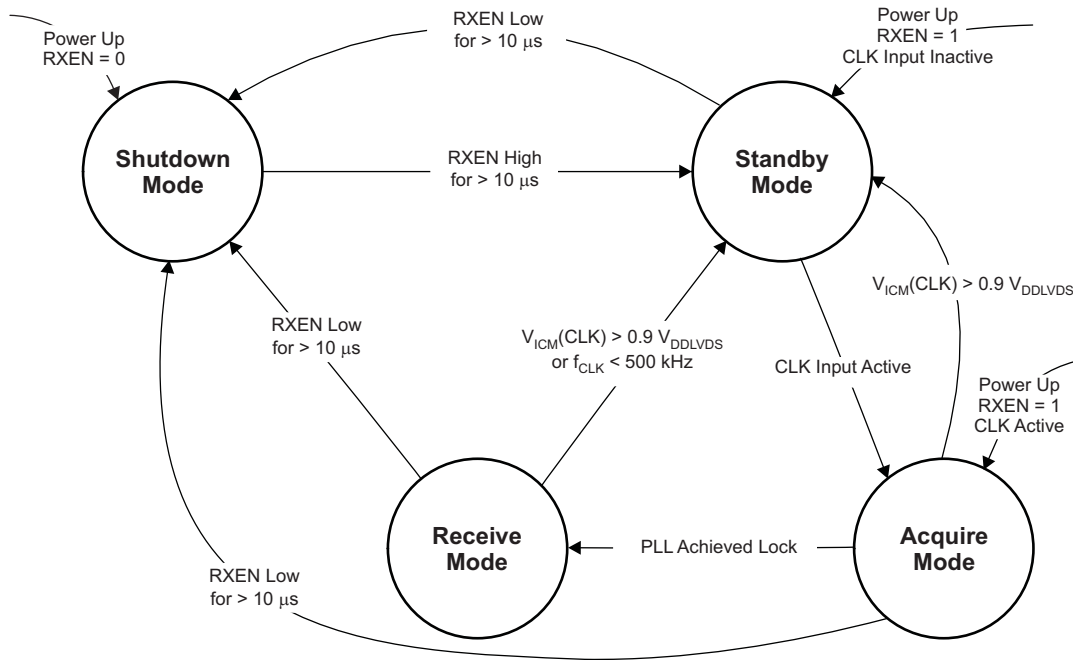 Power Up
RXEN = 0
RXEN Low
for > 10 μs
Power Up
RXEN = 1
CLK Input Inactive
Shutdown
Mode
RXEN High
for > 10 μs
Standby
Mode
RXEN Low
for > 10 μs
V_ICM(CLK) > 0.9 V_DDLVDS
or f_CLK < 500 kHz
V_ICM(CLK) > 0.9 V_DDLVDS
CLK Input Active
Power Up
RXEN = 1
CLK Active
Receive
Mode
PLL Achieved Lock
Acquire
Mode
RXEN Low
for > 10 μs